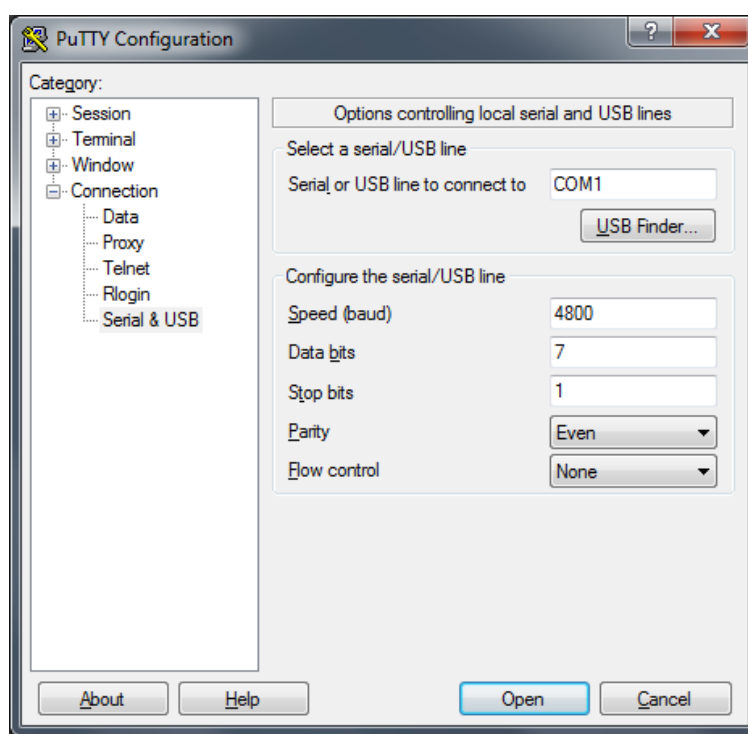 PuTTY Configuration
?
X
Category:
Session
Terminal
Window
Connection
Data
Proxy
Telnet
Rlogin
Serial & USB
Options controlling local serial and USB lines
Select a serial/USB line
Serial or USB line to connect to COM1
USB Finder...
Configure the serial/USB line
Speed (baud) 4800
Data bits 7
Stop bits 1
Parity Even
Flow control None
About Help Open Cancel